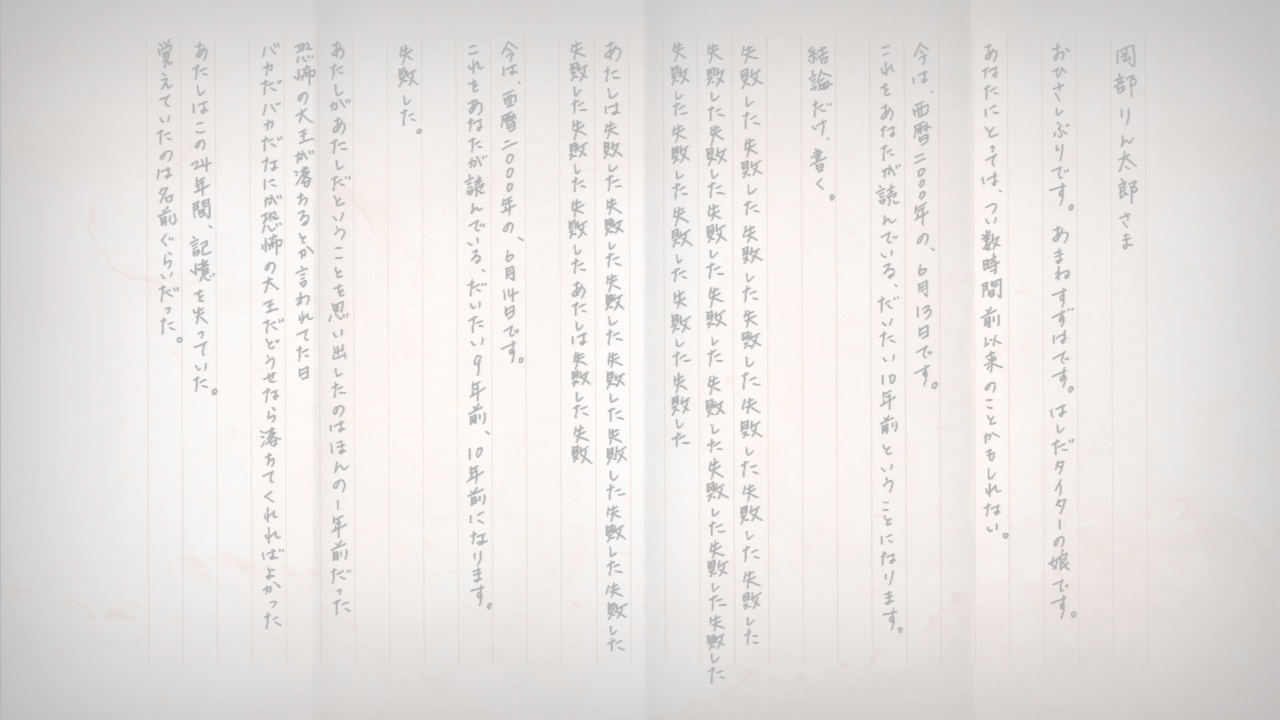 岡部りん太郎さま
おひさしぶりです。あまねすずはです。はしだタイターの娘です。
あなたにとっては、つい数時間前以来のことかもしれない。
今は、西暦二〇〇〇年の、6月13日です。
これをあなたが読んでいる、だいたい10年前ということになります。
結論だけ、書く。
失敗した失敗した失敗した失敗した失敗した失敗した失敗した
失敗した失敗した失敗した失敗した失敗した失敗した失敗した失敗した
失敗した失敗した失敗した失敗した失敗した
あたしは失敗した失敗した失敗した失敗した失敗した失敗した失敗した
失敗した失敗した失敗したあたしは失敗した失敗
今は、西暦二〇〇〇年の、6月14日です。
これをあなたが読んでいる、だいたい9年前、10年前になります。
失敗した。
あたしがあたしだということを思い出したのはほんの1年前だった
恐怖の大王が落ちるとか言われてた日
バカだバカだなにが恐怖の大王だどうせなら落ちてくれればよかった
あたしはこの24年間、記憶を失っていた。
覚えていたのは名前ぐらいだった。